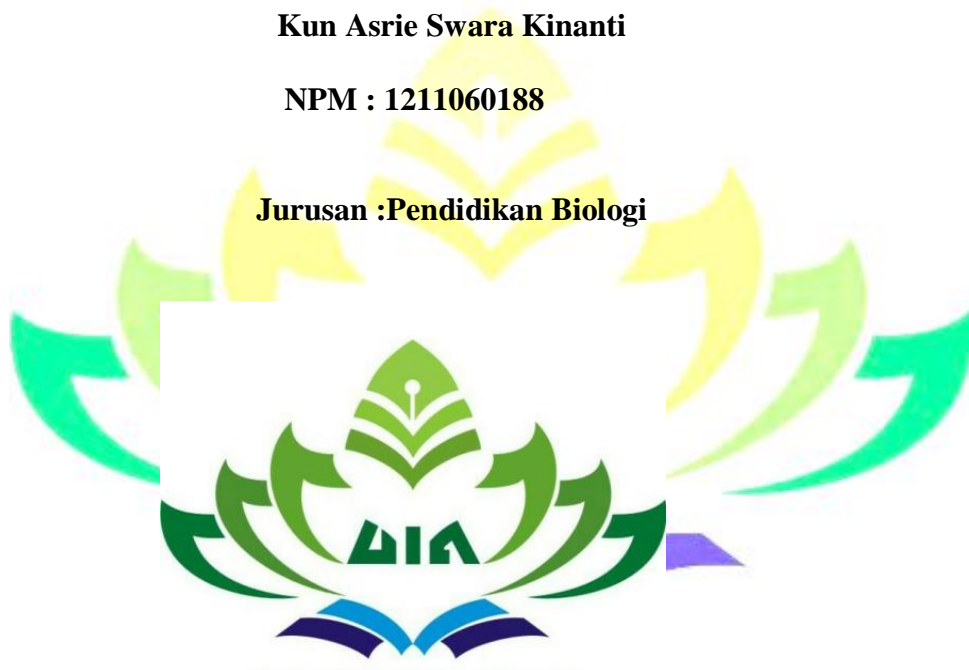 Kun Asrie Swara Kinanti
NPM : 1211060188
Jurusan :Pendidikan Biologi
UIN